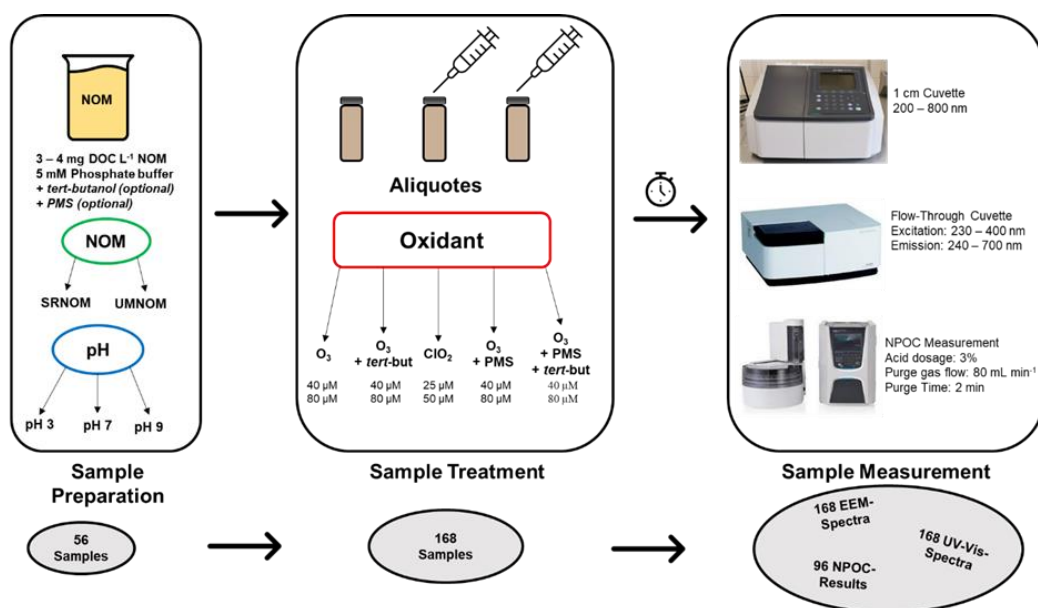 NOM
3 – 4 mg DOC L⁻¹ NOM
5 mM Phosphate buffer
+ tert-butanol (optional)
+ PMS (optional)
NOM
SRNOM
UMNOM
pH
pH 3
pH 7
pH 9
Sample
Preparation
56
Samples
Aliquotes
Oxidant
O₃
40 µM
80 µM
O₃
+ tert-but
40 µM
80 µM
ClO₂
25 µM
50 µM
O₃
+ PMS
40 µM
80 µM
O₃
+ PMS
+ tert-but
40 µM
80 µM
Sample Treatment
168
Samples
1 cm Cuvette
200 – 800 nm
Flow-Through Cuvette
Excitation: 230 – 400 nm
Emission: 240 – 700 nm
NPOC Measurement
Acid dosage: 3%
Purge gas flow: 80 mL min⁻¹
Purge Time: 2 min
Sample Measurement
168 EEM-
Spectra
168 UV-Vis-
Spectra
96 NPOC-
Results